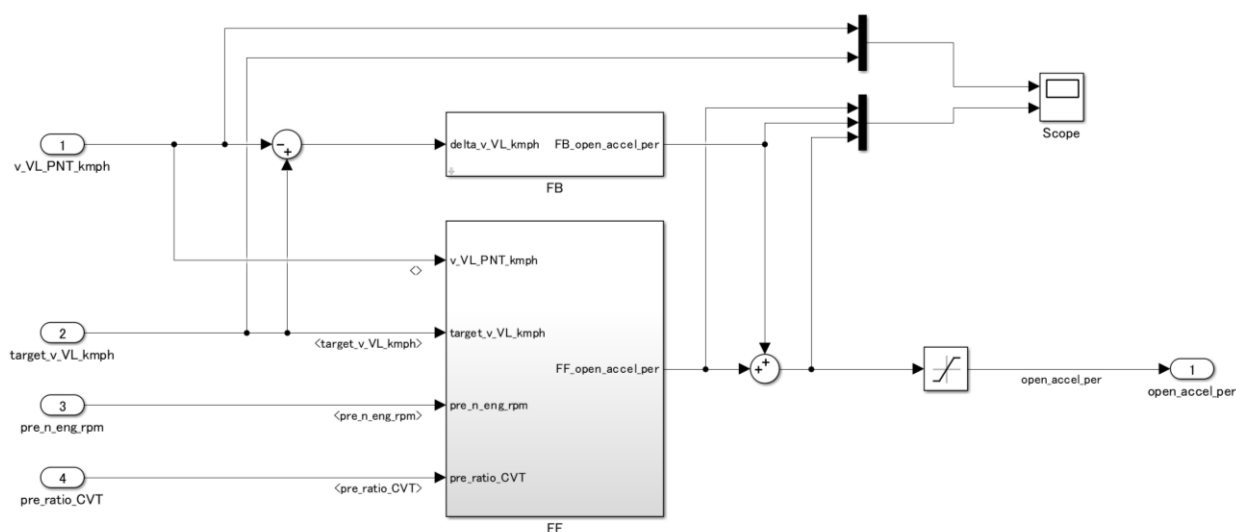 1
v_VL_PNT_kmph
-
+
delta_v_VL_kmph
FB_open_accel_per
FB
Scope
v_VL_PNT_kmph
<>
2
target_v_VL_kmph
<target_v_VL_kmph>
target_v_VL_kmph
FF_open_accel_per
+
+
open_accel_per
1
open_accel_per
3
pre_n_eng_rpm
<pre_n_eng_rpm>
pre_n_eng_rpm
4
pre_ratio_CVT
<pre_ratio_CVT>
pre_ratio_CVT
FF